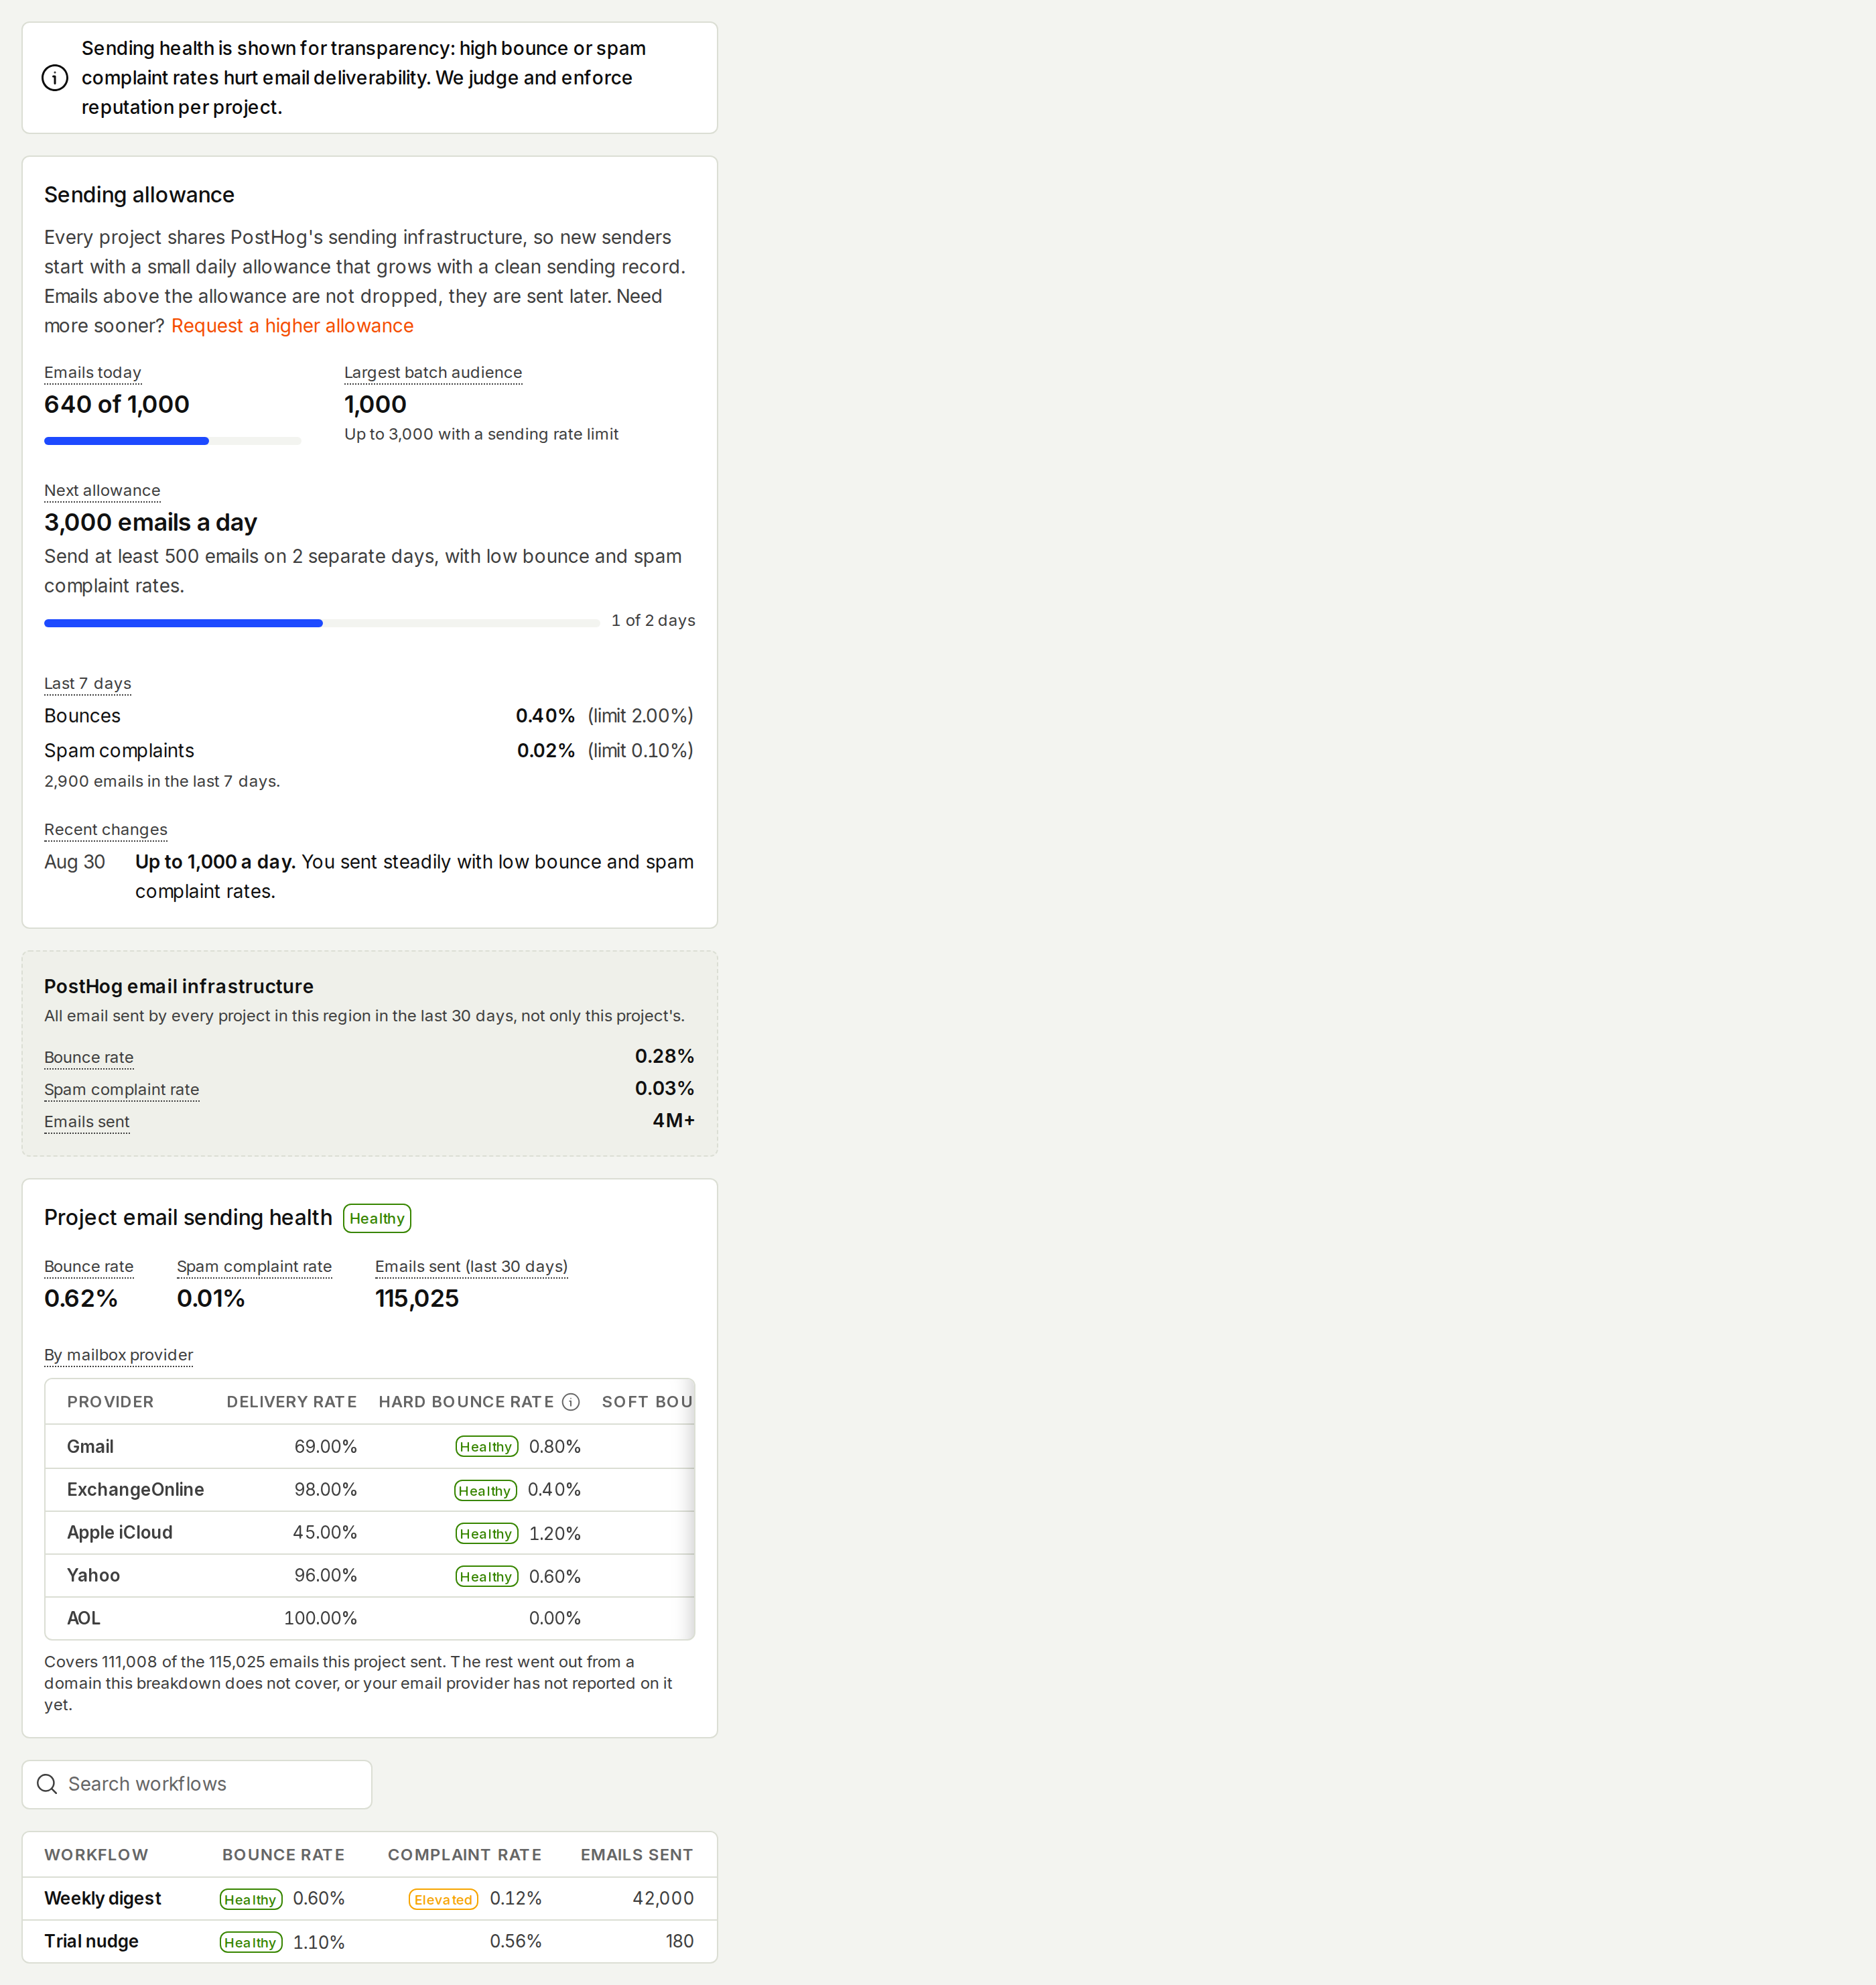 Sending health is shown for transparency: high bounce or spam
complaint rates hurt email deliverability. We judge and enforce
reputation per project.
Sending allowance
Every project shares PostHog's sending infrastructure, so new senders
start with a small daily allowance that grows with a clean sending record.
Emails above the allowance are not dropped, they are sent later. Need
more sooner? Request a higher allowance
Emails today
640 of 1,000
Largest batch audience
1,000
Up to 3,000 with a sending rate limit
Next allowance
3,000 emails a day
Send at least 500 emails on 2 separate days, with low bounce and spam
complaint rates.
1 of 2 days
Last 7 days
Bounces 0.40% (limit 2.00%)
Spam complaints 0.02% (limit 0.10%)
2,900 emails in the last 7 days.
Recent changes
Aug 30 Up to 1,000 a day. You sent steadily with low bounce and spam
complaint rates.
PostHog email infrastructure
All email sent by every project in this region in the last 30 days, not only this project's.
Bounce rate 0.28%
Spam complaint rate 0.03%
Emails sent 4M+
Project email sending health Healthy
Bounce rate Spam complaint rate Emails sent (last 30 days)
0.62% 0.01% 115,025
By mailbox provider
PROVIDER DELIVERY RATE HARD BOUNCE RATE SOFT BOU
Gmail 69.00% Healthy 0.80%
ExchangeOnline 98.00% Healthy 0.40%
Apple iCloud 45.00% Healthy 1.20%
Yahoo 96.00% Healthy 0.60%
AOL 100.00% 0.00%
Covers 111,008 of the 115,025 emails this project sent. The rest went out from a
domain this breakdown does not cover, or your email provider has not reported on it
yet.
Search workflows
WORKFLOW BOUNCE RATE COMPLAINT RATE EMAILS SENT
Weekly digest Healthy 0.60% Elevated 0.12% 42,000
Trial nudge Healthy 1.10% 0.56% 180